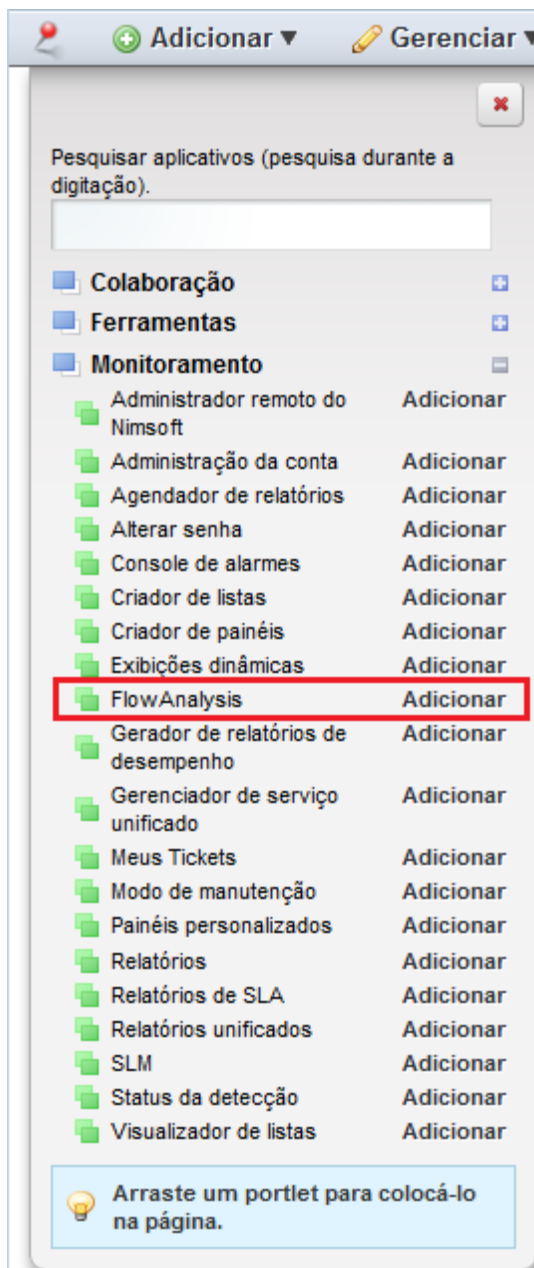 Adicionar ▼ Gerenciar ▼
Pesquisar aplicativos (pesquisa durante a
digitação).
Colaboração
Ferramentas
Monitoramento
Administrador remoto do Adicionar
Nimsoft
Administração da conta Adicionar
Agendador de relatórios Adicionar
Alterar senha Adicionar
Console de alarmes Adicionar
Criador de listas Adicionar
Criador de painéis Adicionar
Exibições dinâmicas Adicionar
FlowAnalysis Adicionar
Gerador de relatórios de Adicionar
desempenho
Gerenciador de serviço Adicionar
unificado
Meus Tickets Adicionar
Modo de manutenção Adicionar
Painéis personalizados Adicionar
Relatórios Adicionar
Relatórios de SLA Adicionar
Relatórios unificados Adicionar
SLM Adicionar
Status da detecção Adicionar
Visualizador de listas Adicionar
Arraste um portlet para colocá-lo
na página.